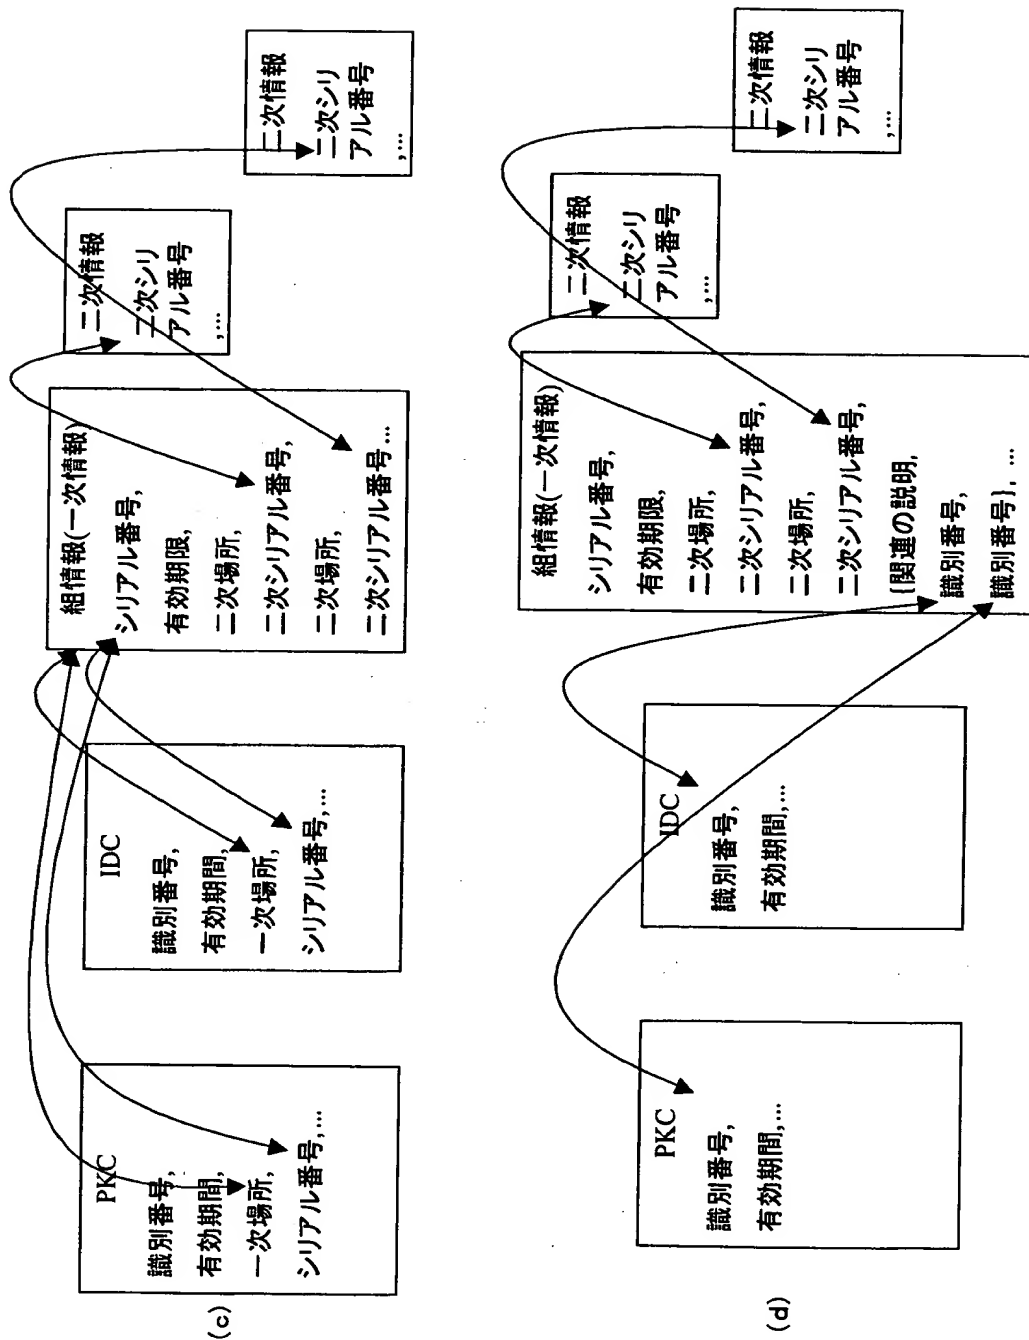 (c)
PKC
識別番号,
有効期間,
一次場所,
シリアル番号,...
IDC
識別番号,
有効期間,
一次場所,
シリアル番号,...
組情報(一次情報)
シリアル番号,
有効期限,
二次場所,
二次シリアル番号,
二次場所,
二次シリアル番号...
二次情報
二次シリ
アル番号
,...
二次情報
二次シリ
アル番号
,...
(d)
PKC
識別番号,
有効期間,...
IDC
識別番号,
有効期間,...
組情報(一次情報)
シリアル番号,
有効期限,
二次場所,
二次シリアル番号,
二次場所,
二次シリアル番号,
{関連の説明,
識別番号,
識別番号}, ...
二次情報
二次シリ
アル番号
,...
二次情報
二次シリ
アル番号
,...